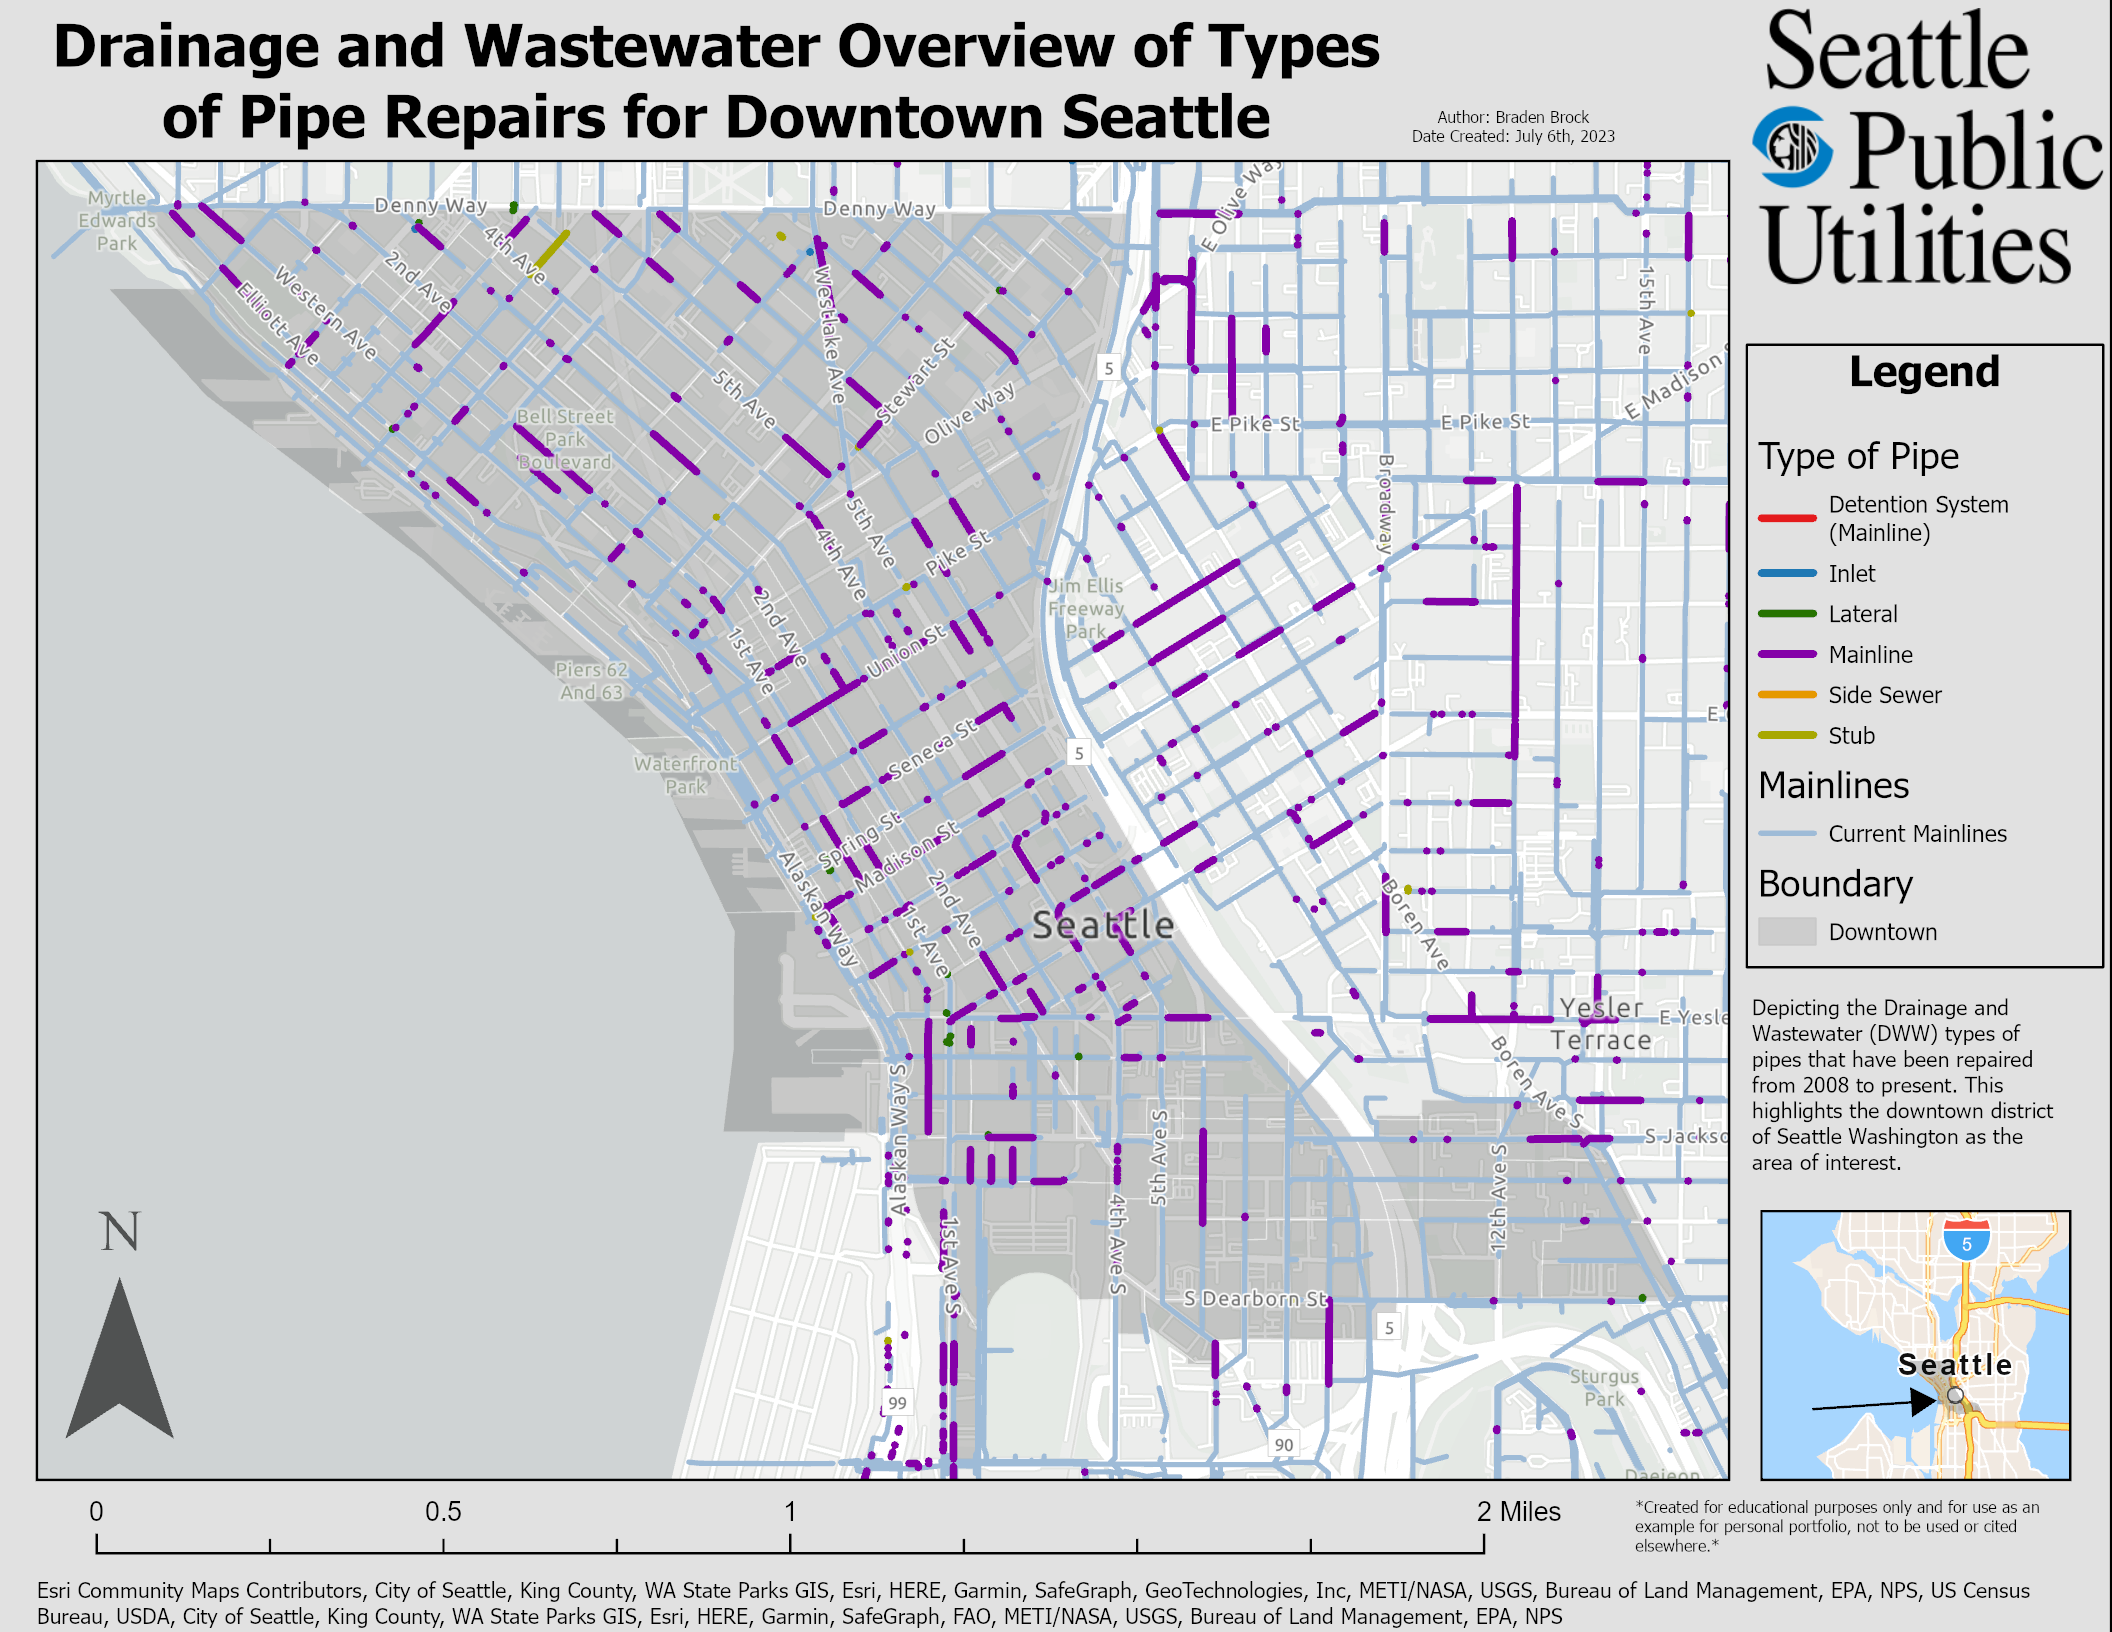 Drainage and Wastewater Overview of Types
of Pipe Repairs for Downtown Seattle
Author: Braden Brock
Date Created: July 6th, 2023
Seattle
Public
Utilities
Myrtle
Edwards
Park
Denny Way
Denny Way
E Olive Way
4th Ave
2nd Ave
Western Ave
Elliott Ave
Westlake Ave
15th Ave
5
Stewart St
E Madison
5th Ave
Olive Way
Bell Street
Park
Boulevard
E Pike St
E Pike St
Broadway
5th Ave
4th Ave
Pike St
Jim Ellis
Freeway
Park
2nd Ave
1st Ave
Union St
Piers 62
And 63
E
Seneca St
5
Waterfront
Park
Spring St
Madison St
Alaskan Way
2nd Ave
1st Ave
Seattle
Boren Ave
Yesler
Terrace
E Yesle
Boren Ave S
Alaskan Way S
5th Ave S
S Jackso
12th Ave S
4th Ave S
1st Ave S
S Dearborn St
5
Sturgus
Park
99
90
Daejeon
N
Legend
Type of Pipe
Detention System
(Mainline)
Inlet
Lateral
Mainline
Side Sewer
Stub
Mainlines
Current Mainlines
Boundary
Downtown
Depicting the Drainage and
Wastewater (DWW) types of
pipes that have been repaired
from 2008 to present. This
highlights the downtown district
of Seattle Washington as the
area of interest.
5
Seattle
0
0.5
1
2 Miles
*Created for educational purposes only and for use as an
example for personal portfolio, not to be used or cited
elsewhere.*
Esri Community Maps Contributors, City of Seattle, King County, WA State Parks GIS, Esri, HERE, Garmin, SafeGraph, GeoTechnologies, Inc, METI/NASA, USGS, Bureau of Land Management, EPA, NPS, US Census
Bureau, USDA, City of Seattle, King County, WA State Parks GIS, Esri, HERE, Garmin, SafeGraph, FAO, METI/NASA, USGS, Bureau of Land Management, EPA, NPS